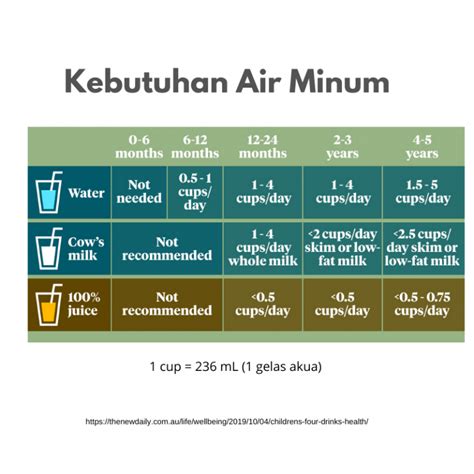 Kebutuhan Air Minum
0-6 months 6-12 months 12-24 months 2-3 years 4-5 years
Water Not needed 0.5 - 1 cups/ day 1 - 4 cups/day 1 - 4 cups/day 1.5 - 5 cups/day
Cow's milk Not recommended 1 - 4 cups/day whole milk <2 cups/day skim or low-fat milk <2.5 cups/ day skim or low-fat milk
100% juice Not recommended <0.5 cups/day <0.5 cups/day <0.5 - 0.75 cups/day
1 cup = 236 mL (1 gelas akua)
https://thenewdaily.com.au/life/wellbeing/2019/10/04/childrens-four-drinks-health/